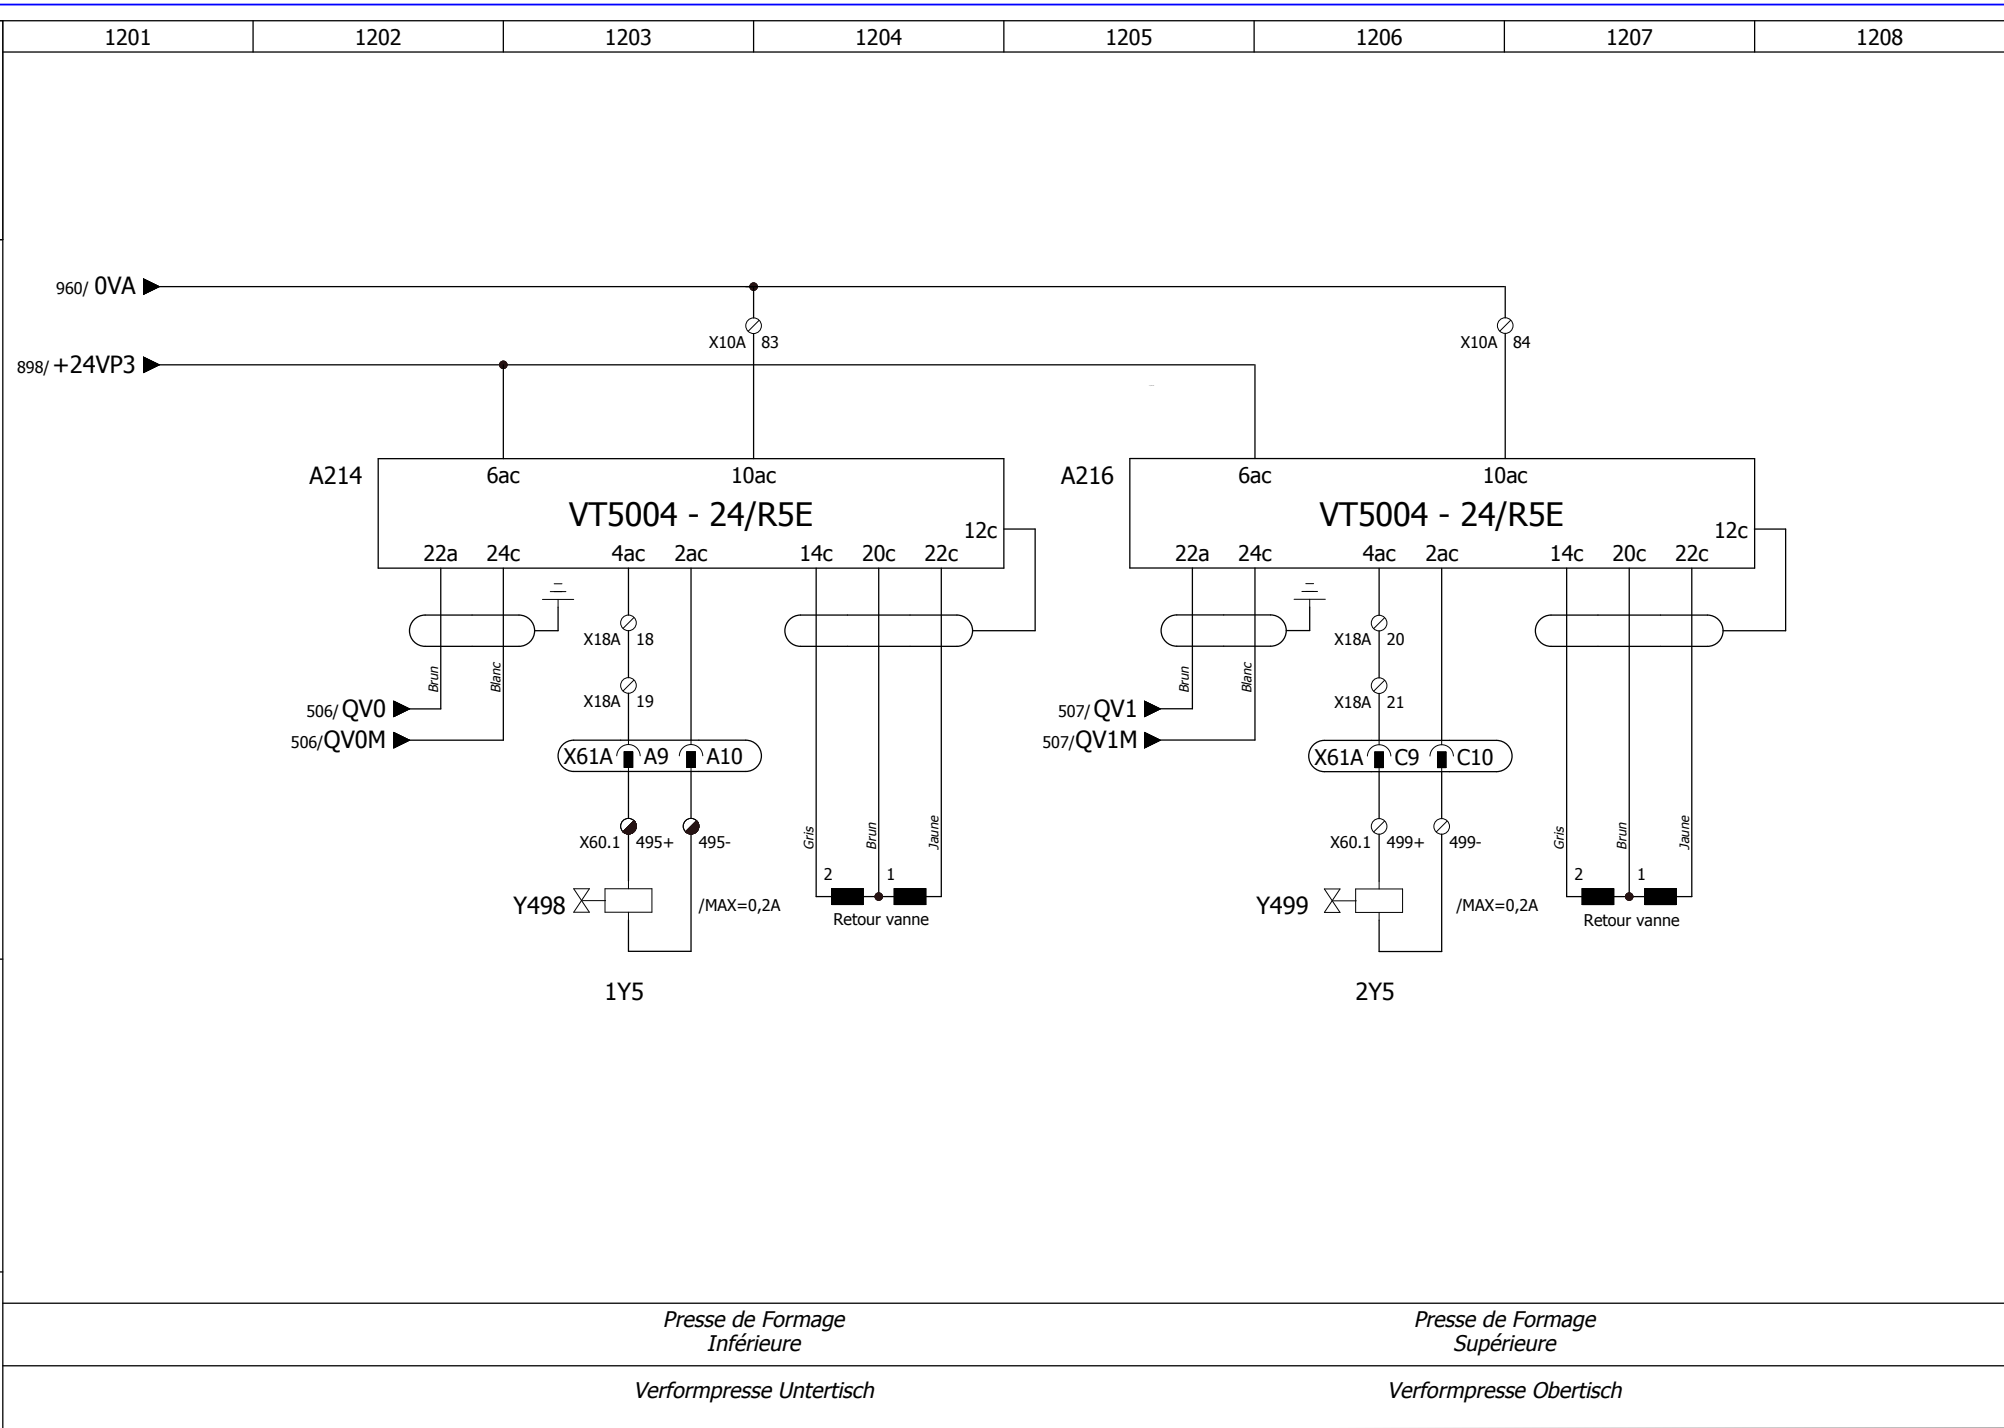 1201 1202 1203 1204 1205 1206 1207 1208
960/ 0VA
X10A 83 X10A 84
898/ +24VP3
A214 6ac 10ac A216 6ac 10ac
VT5004 - 24/R5E VT5004 - 24/R5E
12c 12c
22a 24c 4ac 2ac 14c 20c 22c 22a 24c 4ac 2ac 14c 20c 22c
X18A 18 X18A 20
Brun Blanc Brun Blanc
X18A 19 X18A 21
506/ QV0 507/ QV1
506/QV0M 507/QV1M
X61A A9 A10 X61A C9 C10
X60.1 495+ 495- Gris Brun Jaune X60.1 499+ 499- Gris Brun Jaune
2 1 2 1
Y498 /MAX=0,2A Y499 /MAX=0,2A
Retour vanne Retour vanne
1Y5 2Y5
Presse de Formage Presse de Formage
Inférieure Supérieure
Verformpresse Untertisch Verformpresse Obertisch